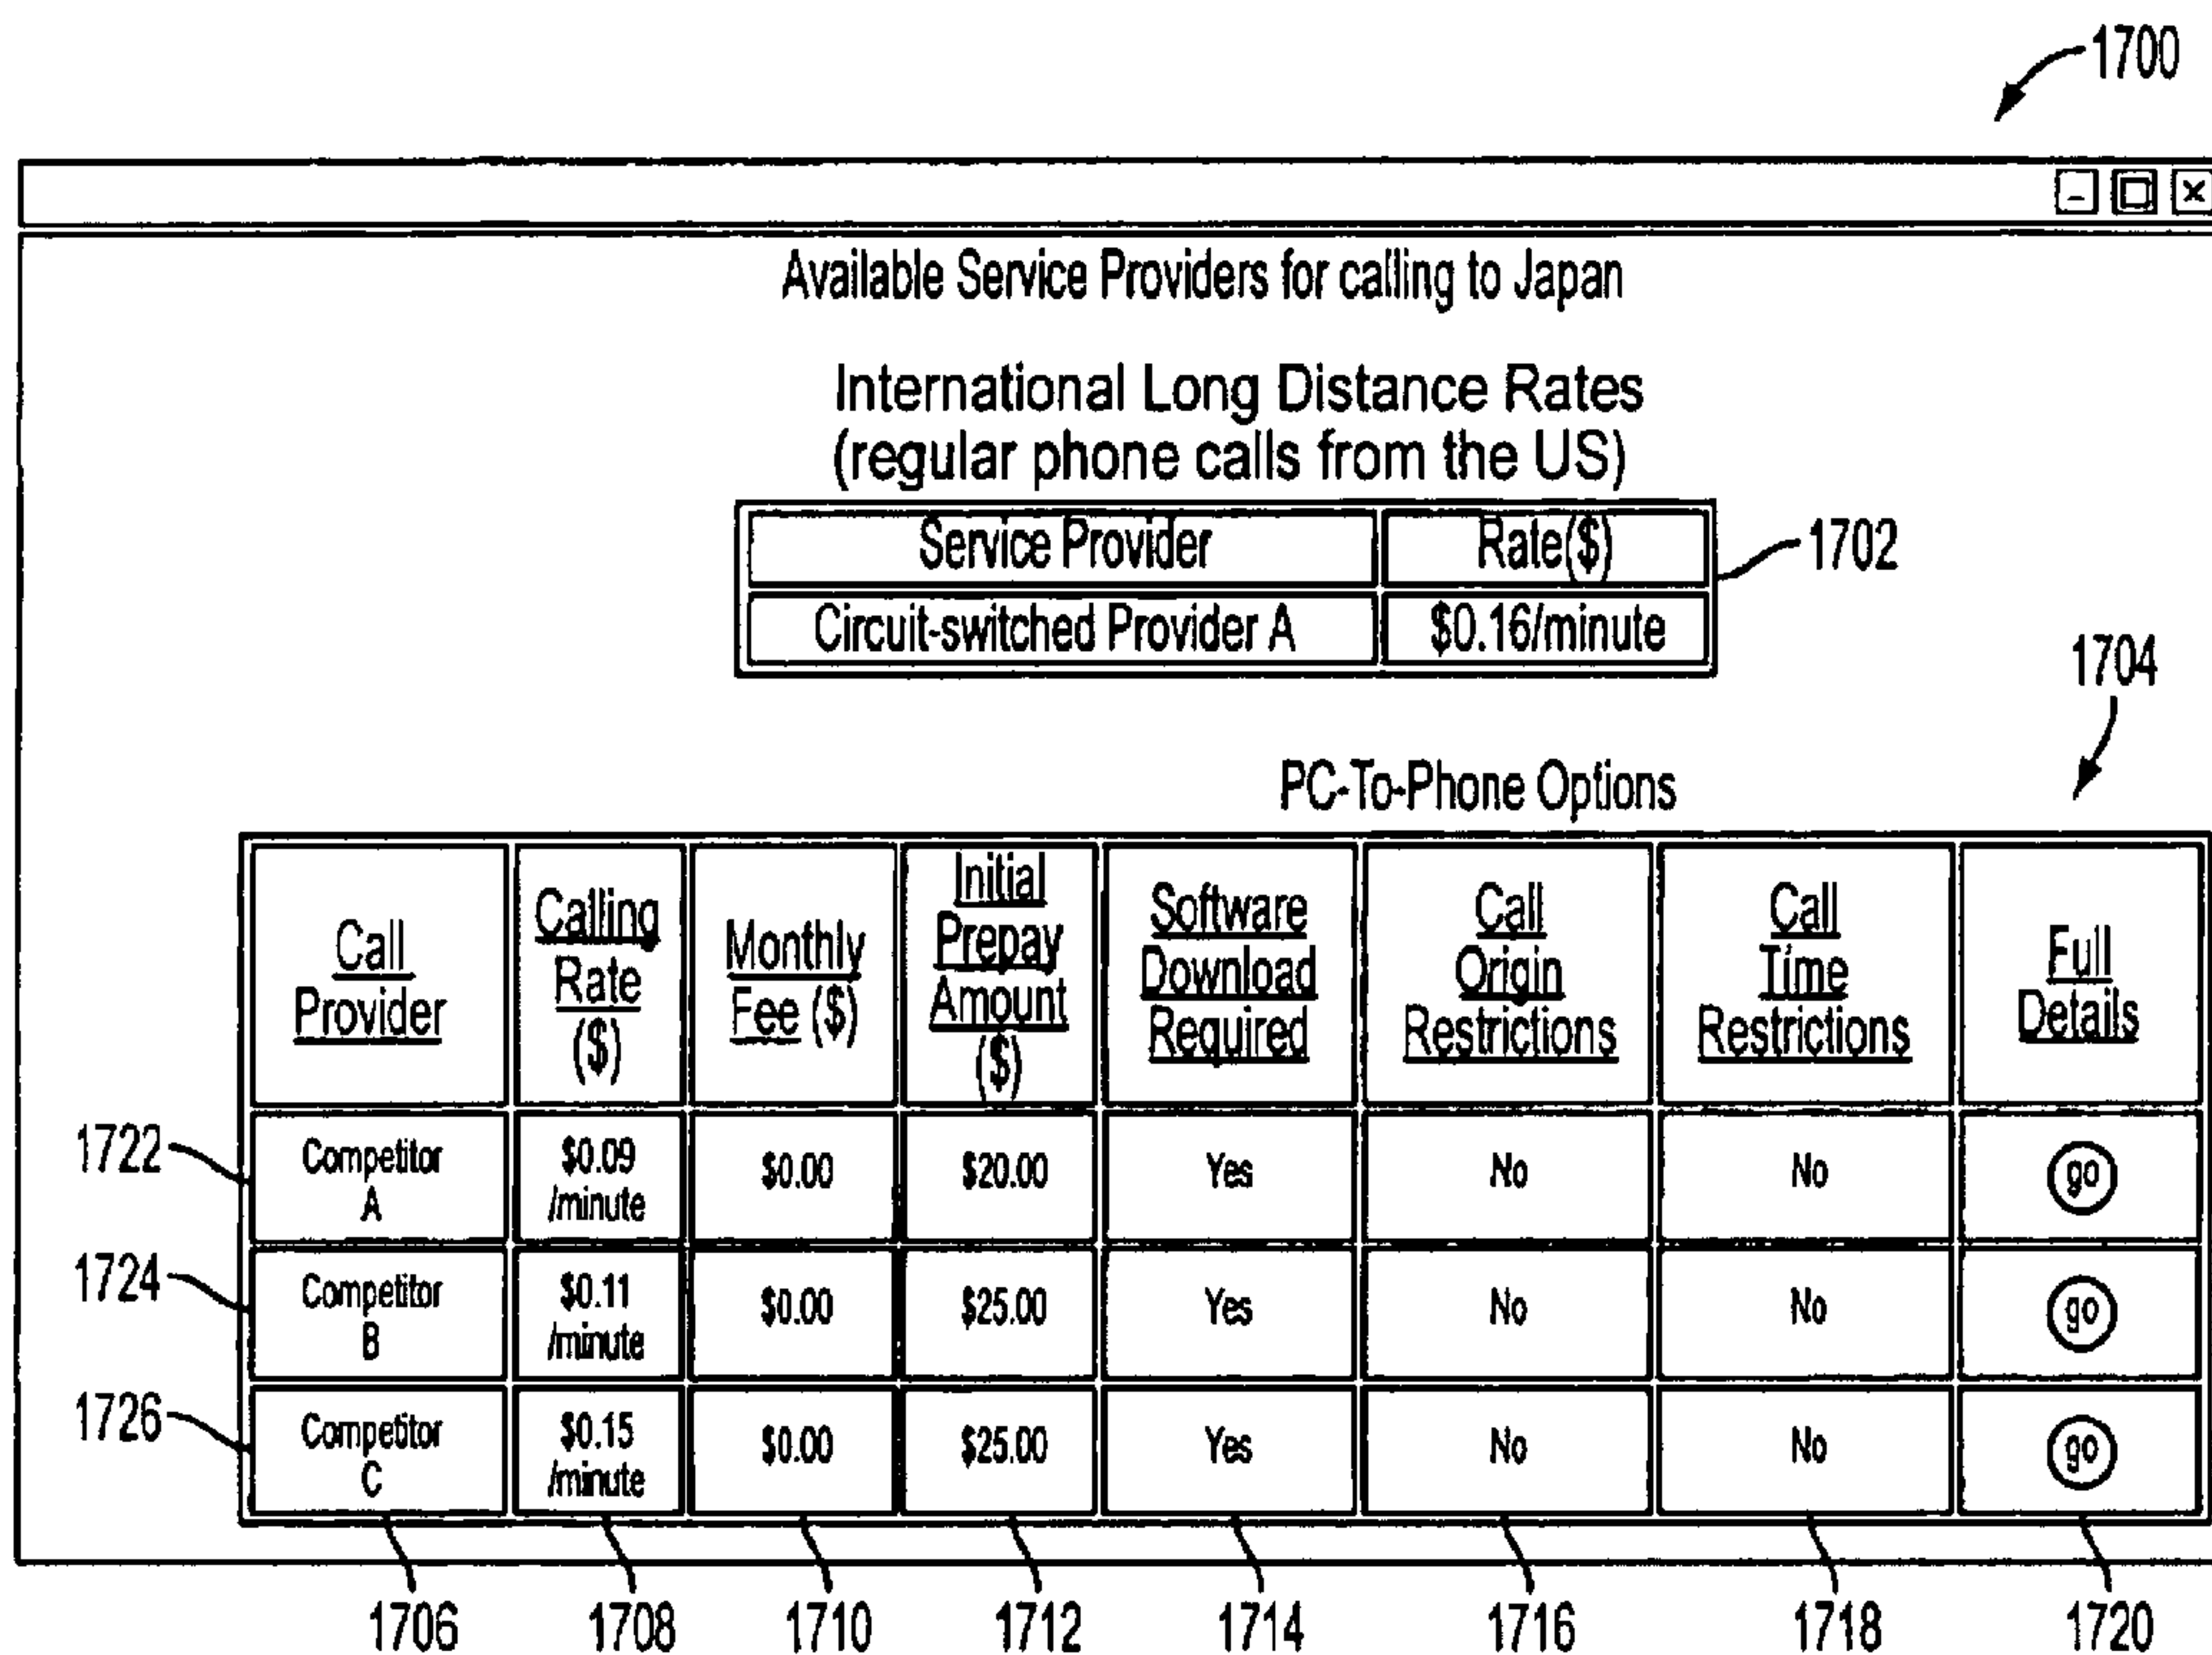 1700
Available Service Providers for calling to Japan
International Long Distance Rates
(regular phone calls from the US)
Service Provider Rate($)
1702
Circuit-switched Provider A $0.16/minute
1704
PC-To-Phone Options
Call
Provider
Calling
Rate
($)
Monthly
Fee ($)
Initial
Prepay
Amount
($)
Software
Download
Required
Call
Origin
Restrictions
Call
Time
Restrictions
Full
Details
1722
Competitor
A
$0.09
/minute
$0.00
$20.00
Yes
No
No
go
1724
Competitor
B
$0.11
/minute
$0.00
$25.00
Yes
No
No
go
1726
Competitor
C
$0.15
/minute
$0.00
$25.00
Yes
No
No
go
1706 1708 1710 1712 1714 1716 1718 1720